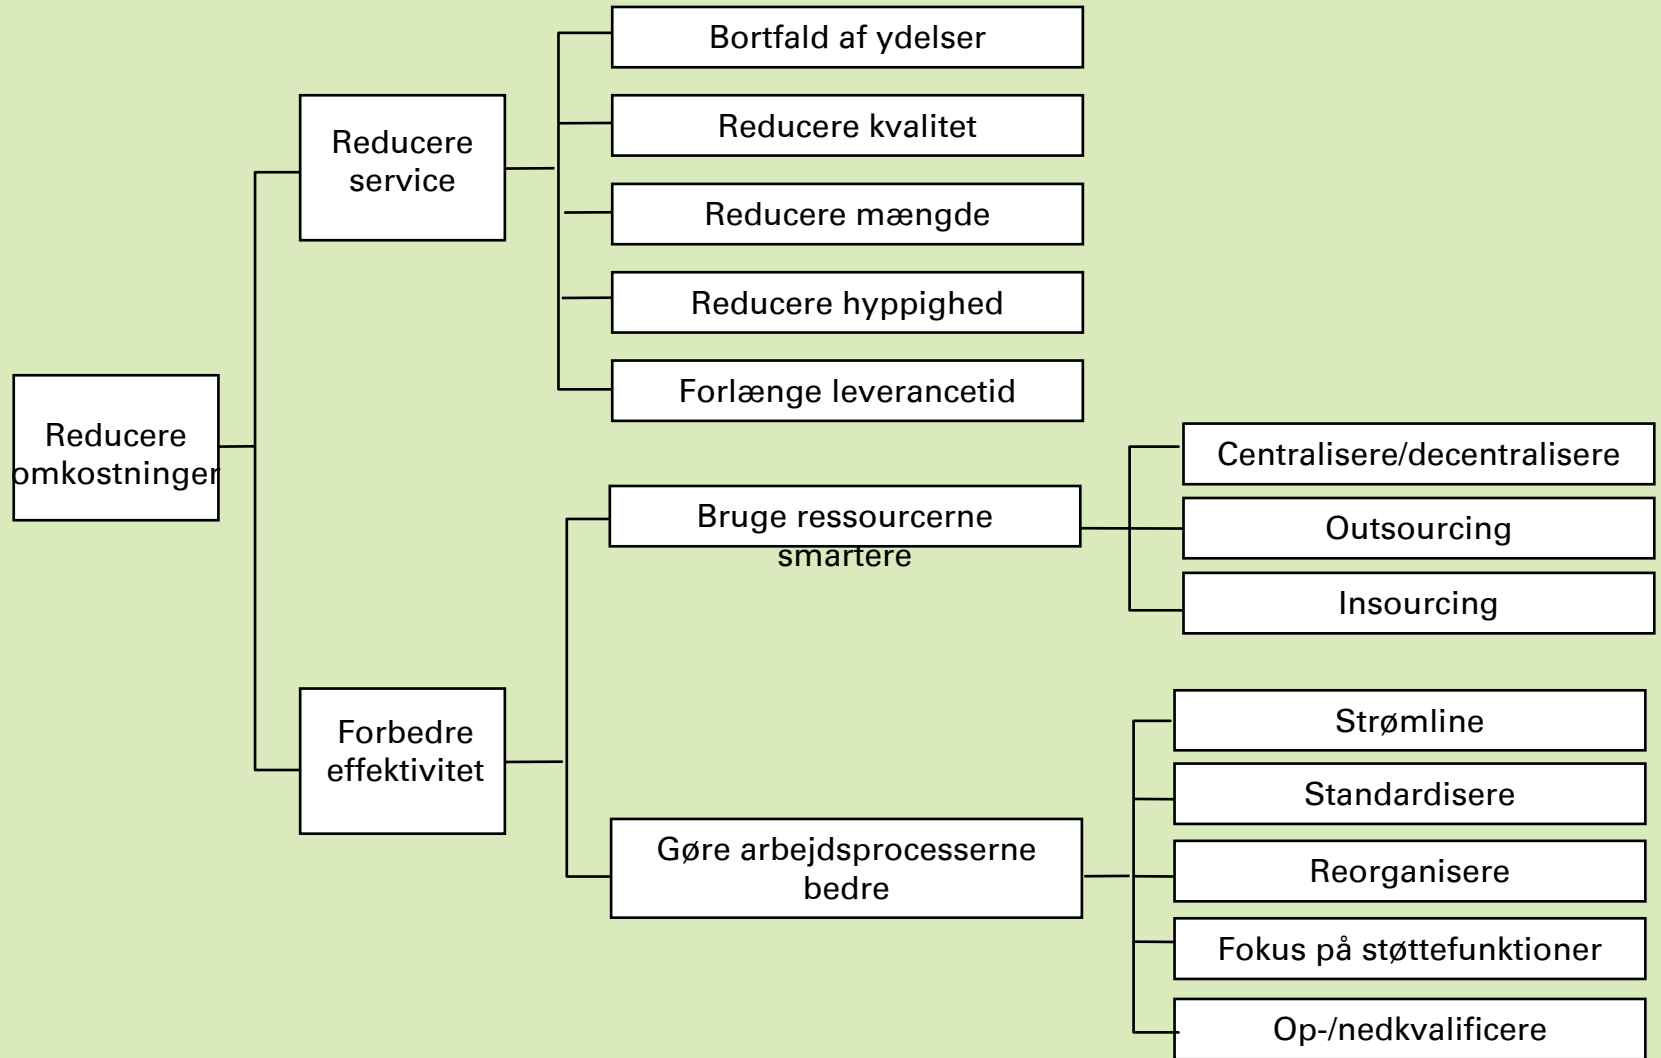 Bortfald af ydelser
Reducere kvalitet
Reducere
service
Reducere mængde
Reducere hyppighed
Forlænge leverancetid
Reducere
omkostninger
Centralisere/decentralisere
Bruge ressourcerne
smartere
Outsourcing
Insourcing
Forbedre
effektivitet
Strømline
Standardisere
Gøre arbejdsprocesserne
bedre
Reorganisere
Fokus på støttefunktioner
Op-/nedkvalificere